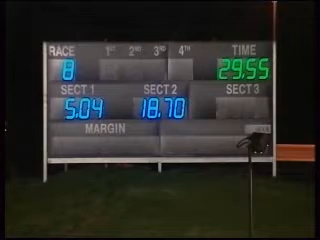 RACE 1ST 2ND 3RD 4TH TIME
8 29.55
SECT 1 SECT 2 SECT 3
5.04 18.70
MARGIN